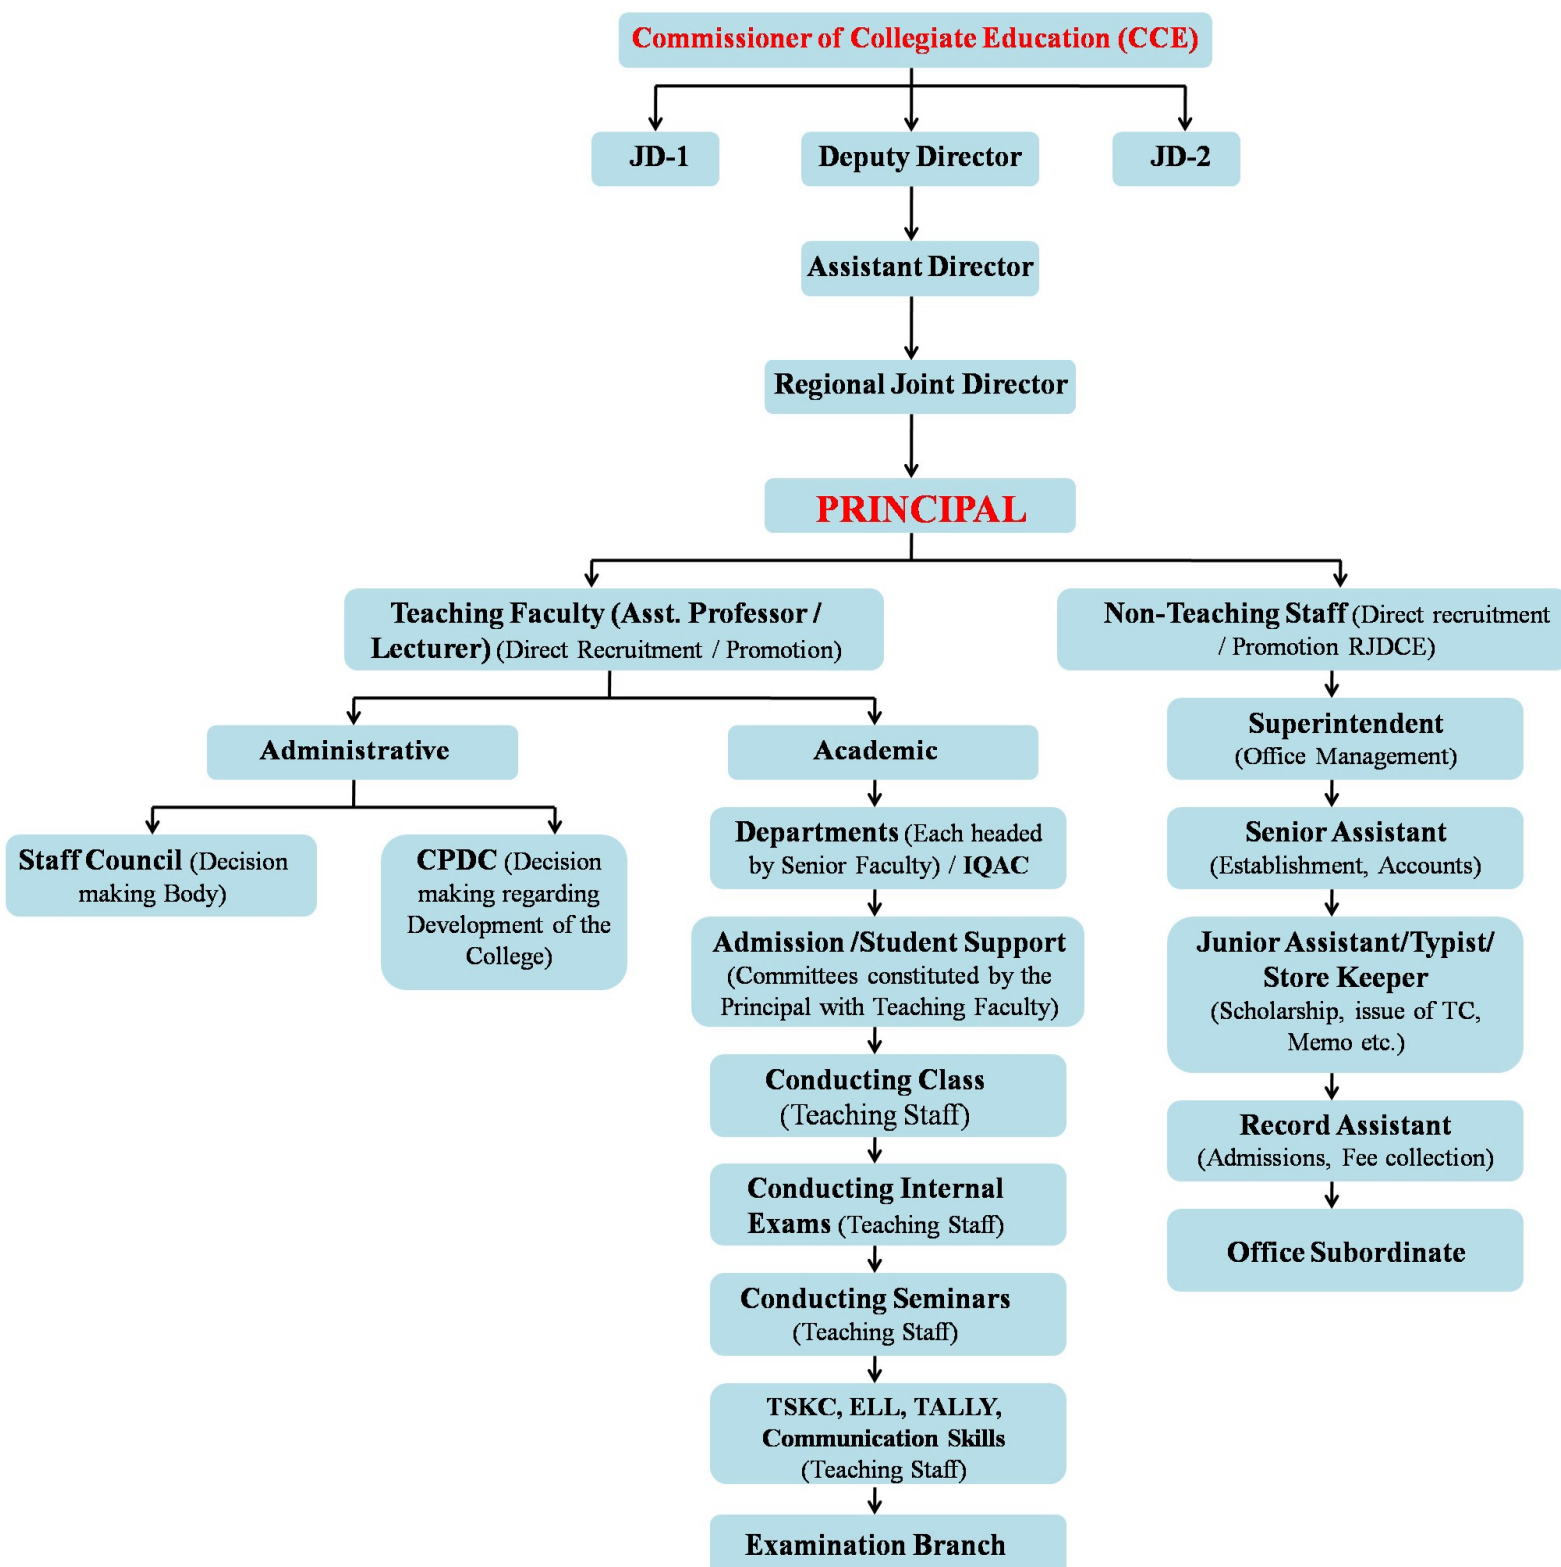 Commissioner of Collegiate Education (CCE)
JD-1
Deputy Director
JD-2
Assistant Director
Regional Joint Director
PRINCIPAL
Teaching Faculty (Asst. Professor /
Lecturer) (Direct Recruitment / Promotion)
Non-Teaching Staff (Direct recruitment
/ Promotion RJDCE)
Administrative
Academic
Staff Council (Decision
making Body)
CPDC (Decision
making regarding
Development of the
College)
Departments (Each headed
by Senior Faculty) / IQAC
Admission /Student Support
(Committees constituted by the
Principal with Teaching Faculty)
Conducting Class
(Teaching Staff)
Conducting Internal
Exams (Teaching Staff)
Conducting Seminars
(Teaching Staff)
TSKC, ELL, TALLY,
Communication Skills
(Teaching Staff)
Examination Branch
Superintendent
(Office Management)
Senior Assistant
(Establishment, Accounts)
Junior Assistant/Typist/
Store Keeper
(Scholarship, issue of TC,
Memo etc.)
Record Assistant
(Admissions, Fee collection)
Office Subordinate